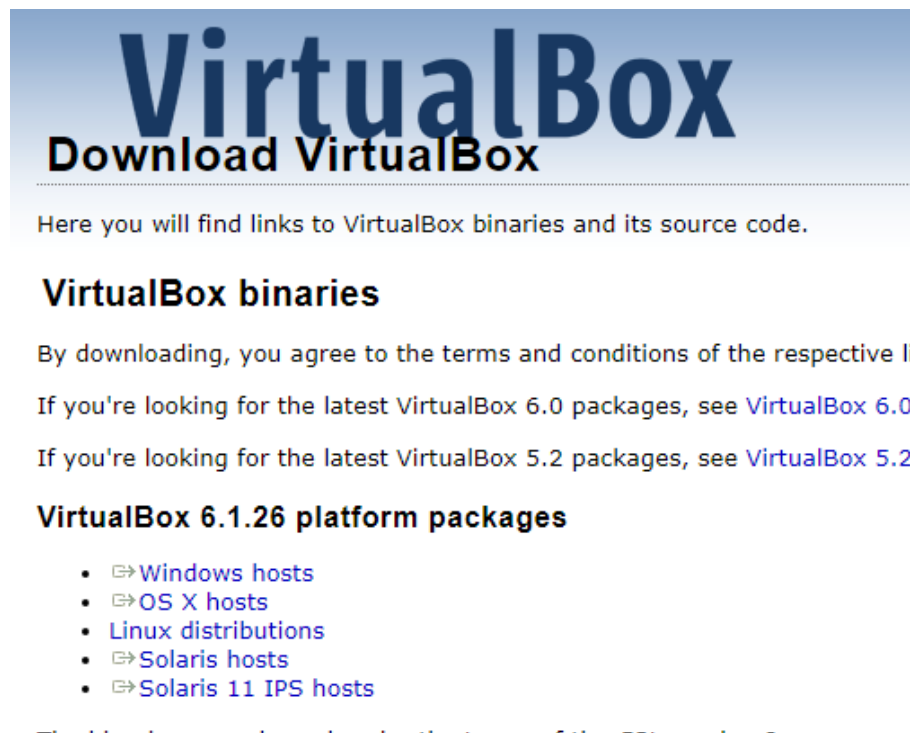 VirtualBox
Download VirtualBox
Here you will find links to VirtualBox binaries and its source code.
VirtualBox binaries
By downloading, you agree to the terms and conditions of the respective
If you're looking for the latest VirtualBox 6.0 packages, see VirtualBox 6.0
If you're looking for the latest VirtualBox 5.2 packages, see VirtualBox 5.2
VirtualBox 6.1.26 platform packages
• Windows hosts
• OS X hosts
• Linux distributions
• Solaris hosts
• Solaris 11 IPS hosts